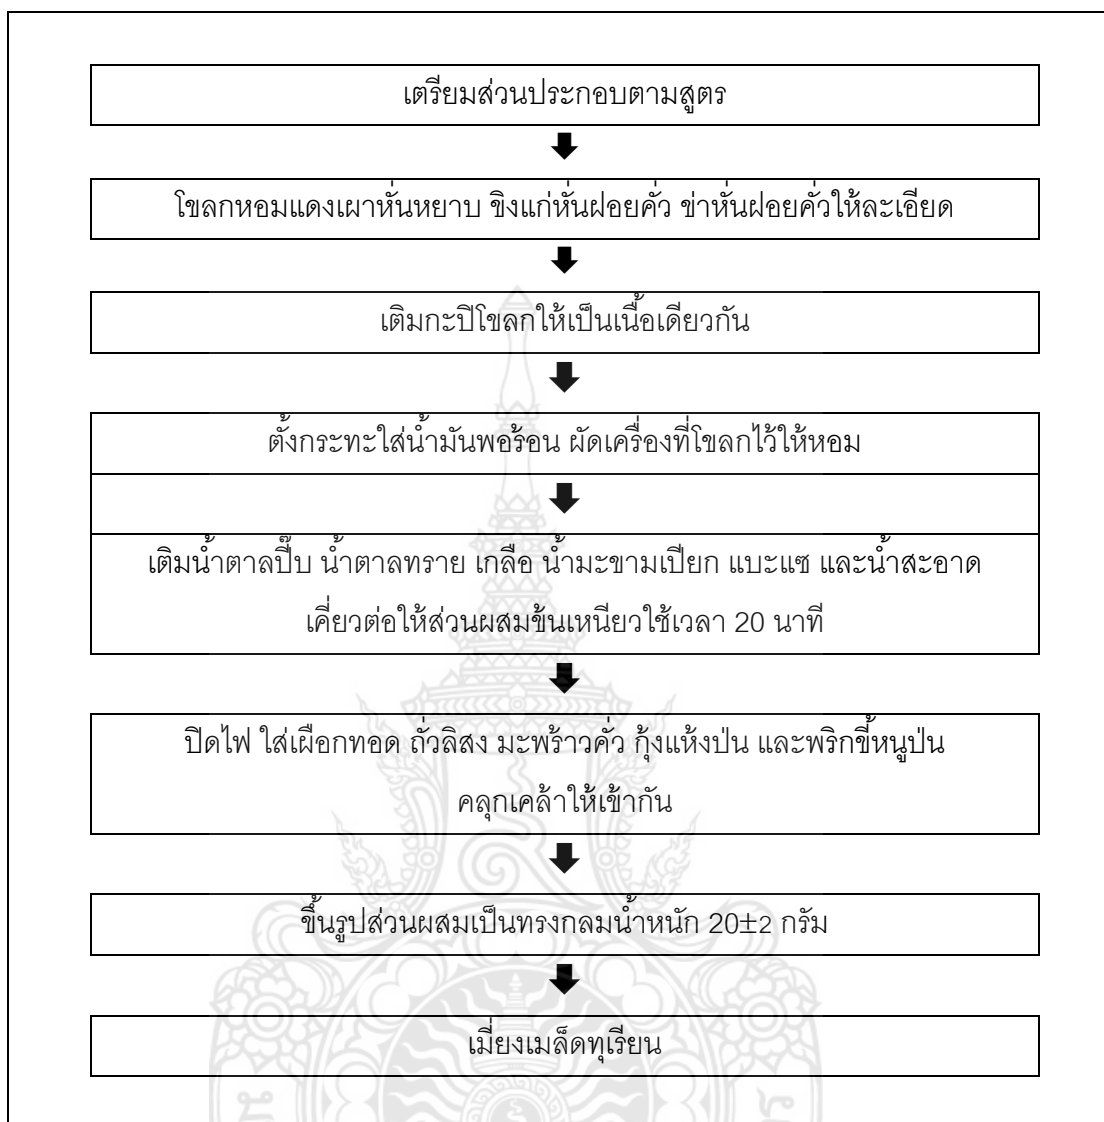 เตรียมส่วนประกอบตามสูตร
โขลกหอมแดงเผาหั่นหยาบ ขิงแก่หั่นฝอยคั่ว ข่าหั่นฝอยคั่วให้ละเอียด
เติมกะปิโขลกให้เป็นเนื้อเดียวกัน
ตั้งกระทะใส่น้ำมันพอร้อน ผัดเครื่องที่โขลกไว้ให้หอม
เติมน้ำตาลปี๊บ น้ำตาลทราย เกลือ น้ำมะขามเปียก แบะแซ และน้ำสะอาด
เคี่ยวต่อให้ส่วนผสมข้นเหนียวใช้เวลา 20 นาที
ปิดไฟ ใส่เผือกทอด ถั่วลิสง มะพร้าวคั่ว กุ้งแห้งป่น และพริกขี้หนูป่น
คลุกเคล้าให้เข้ากัน
ขึ้นรูปส่วนผสมเป็นทรงกลมน้ำหนัก 20±2 กรัม
เมี่ยงเมล็ดทุเรียน